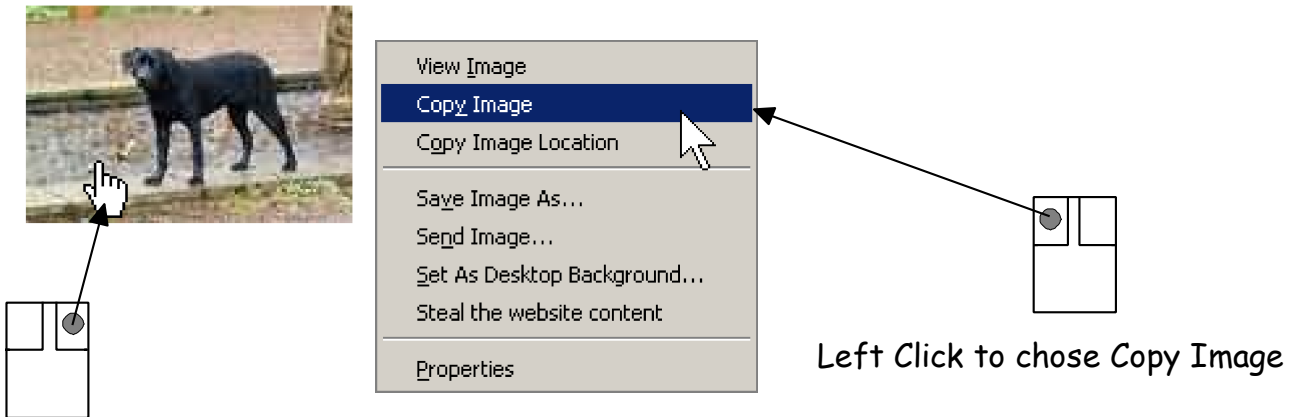 View Image
Copy Image
Copy Image Location
Save Image As...
Send Image...
Set As Desktop Background...
Steal the website content
Properties
Left Click to chose Copy Image